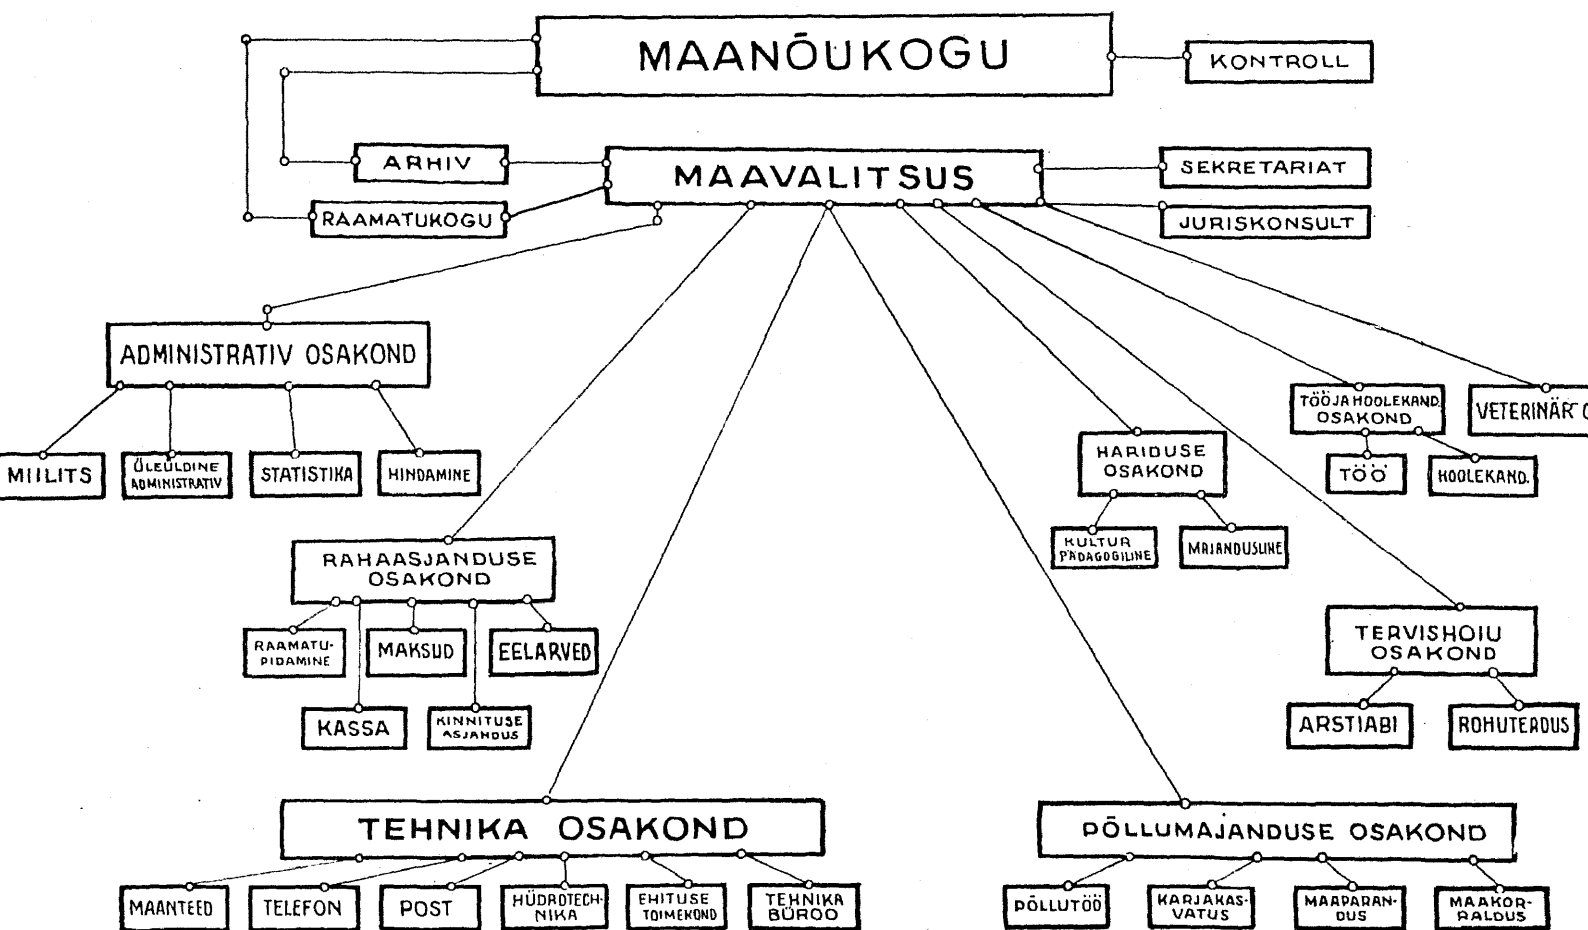 MAANÕUKOGU
KONTROLL
ARHIV
MAAVALITSUS
SEKRETARIAT
RAAMATUKOGU
JURISKONSULT
ADMINISTRATIV OSAKOND
MIILITS
ÜLEÜLDINE
ADMINISTRATIV
STATISTIKA
HINDAMINE
TÖÖ JA HOOLEKAND.
OSAKOND
VETERINÄR O
TÖÖ
HOOLEKAND.
HARIDUSE
OSAKOND
KULTUR
PÄDAGOGILINE
MAJANDUSLINE
RAHAASJANDUSE
OSAKOND
RAAMATU-
PIDAMINE
MAKSUD
EELARVED
KASSA
KINNITUSE
ASJANDUS
TERVISHOIU
OSAKOND
ARSTIABI
ROHUTEADUS
TEHNIKA OSAKOND
MAANTEED
TELEFON
POST
HÜDROTECH-
NIKA
EHITUSE
TOIMEKOND
TEHNIKA
BÜROO
PÕLLUMAJANDUSE OSAKOND
PÕLLUTÖÖ
KARJAKAS-
VATUS
MAAPARAN-
DUS
MAAKOR-
RALDUS